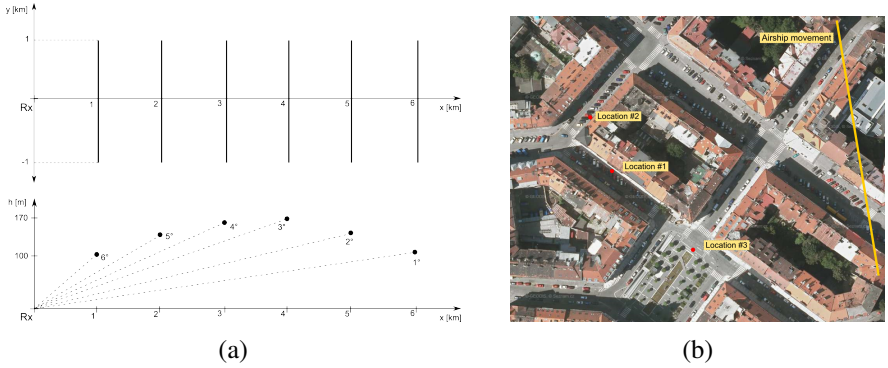 y [km]
1
Rx
1 2 3 4 5 6 x [km]
-1
h [m]
170
100
6° 5° 4° 3° 2° 1°
Rx
1 2 3 4 5 6 x [km]
(a)
Airship movement
Location #2
Location #1
Location #3
(b)